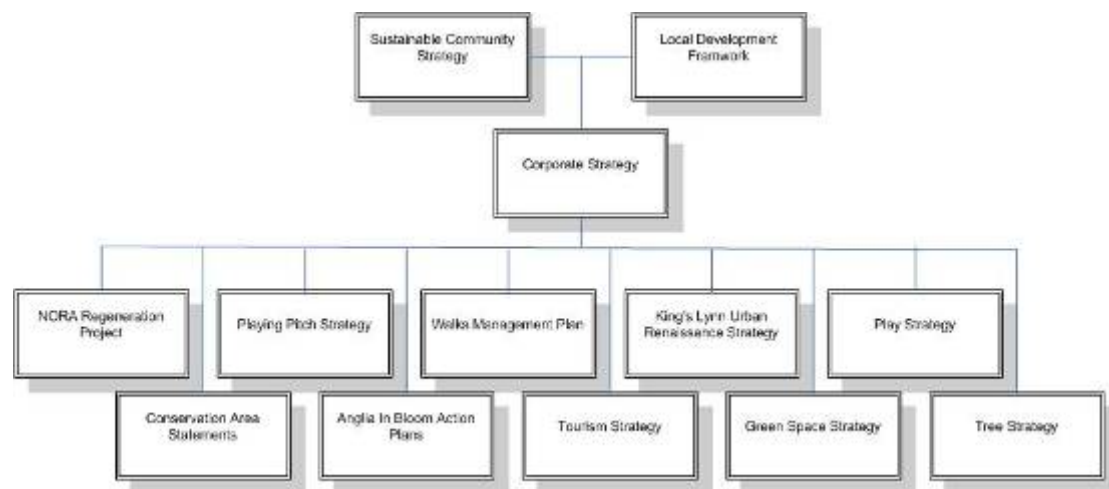 Sustainable Community
Strategy
Local Development
Framwork
Corporate Strategy
NORA Regeneration
Project
Playing Pitch Strategy
Walks Management Plan
King's Lynn Urban
Renaissance Strategy
Play Strategy
Conservation Area
Statements
Anglia In Bloom Action
Plans
Tourism Strategy
Green Space Strategy
Tree Strategy